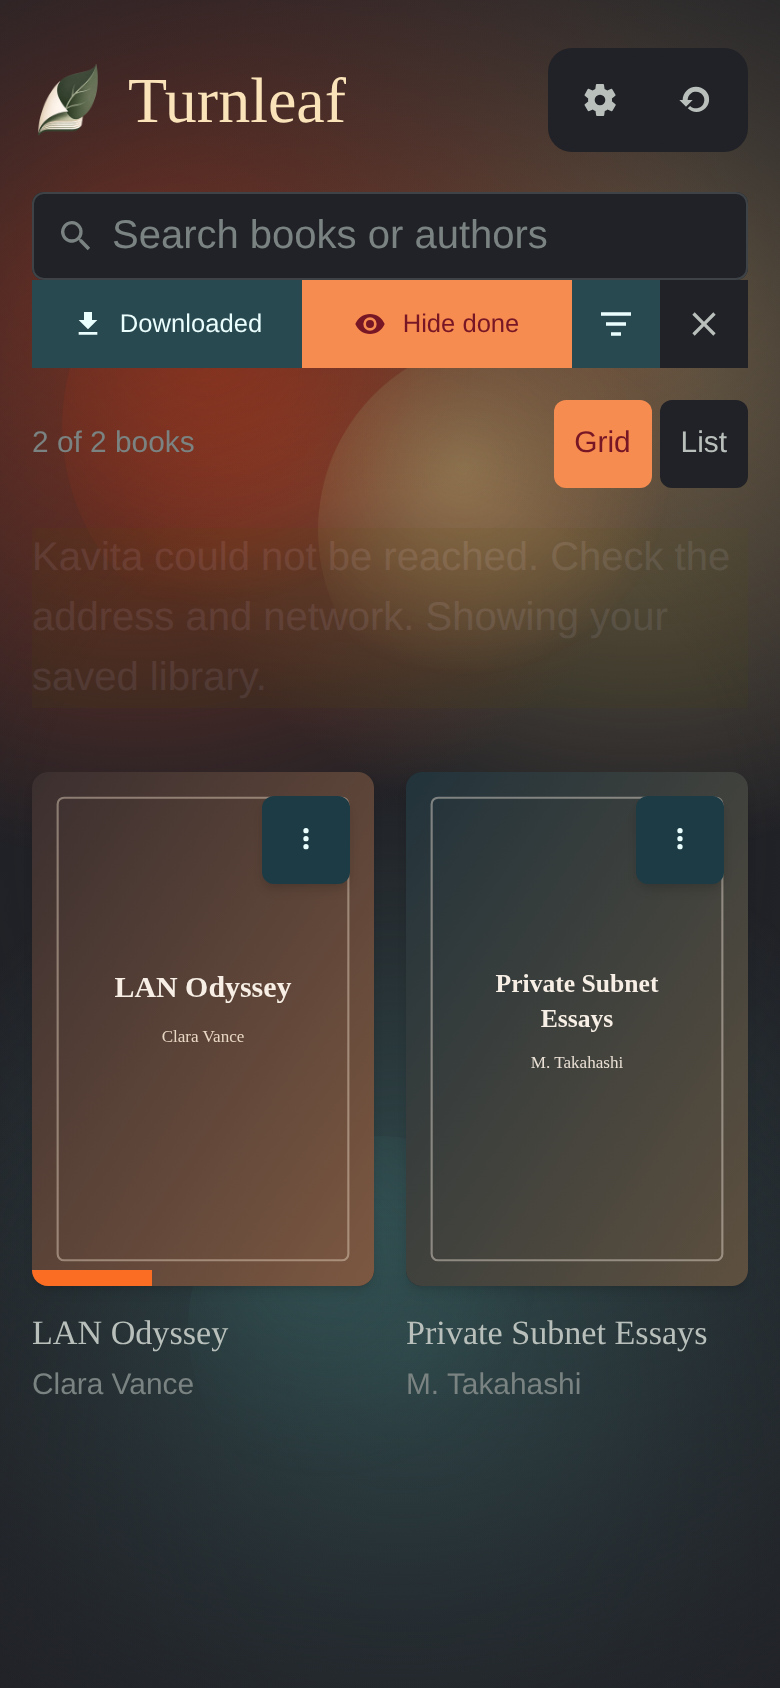 Turnleaf
Search books or authors
Downloaded
Hide done
2 of 2 books
Grid
List
Kavita could not be reached. Check the
address and network. Showing your
saved library.
LAN Odyssey
Clara Vance
Private Subnet
Essays
M. Takahashi
LAN Odyssey
Clara Vance
Private Subnet Essays
M. Takahashi